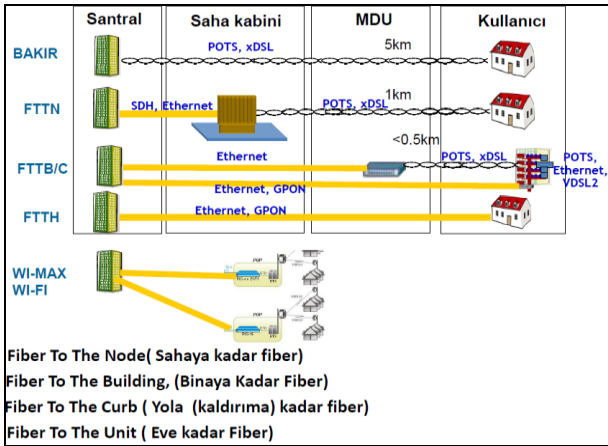 Santral Saha kabini MDU Kullanıcı
BAKIR POTS, xDSL 5km
FTTN SDH, Ethernet POTS, xDSL 1km
<0.5km
FTTB/C Ethernet POTS, xDSL POTS,
Ethernet, GPON Ethernet,
VDSL2
FTTH Ethernet, GPON
WI-MAX
WI-FI
POP
POP
Fiber To The Node( Sahaya kadar fiber)
Fiber To The Building, (Binaya Kadar Fiber)
Fiber To The Curb ( Yola (kaldırıma) kadar fiber)
Fiber To The Unit ( Eve kadar Fiber)